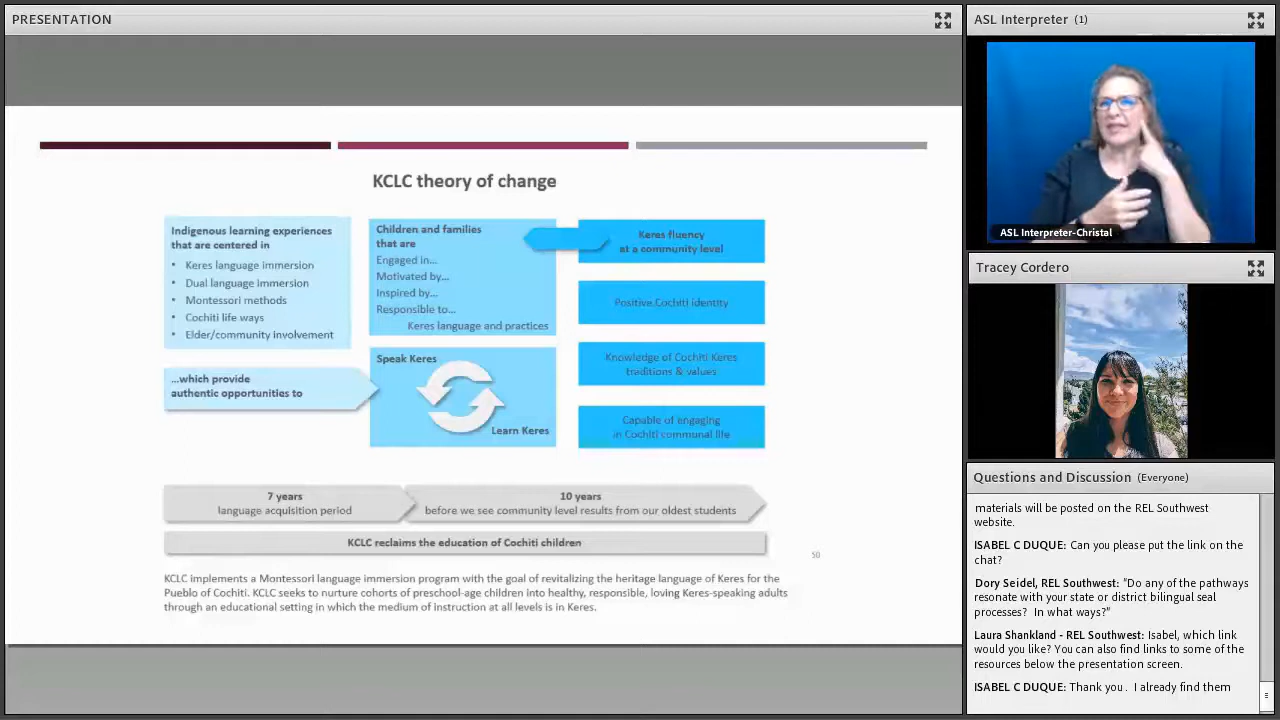 PRESENTATION
KCLC theory of change
Indigenous learning experiences
that are centered in
• Keres language immersion
• Dual language immersion
• Montessori methods
• Cochiti life ways
• Elder/community involvement
...which provide
authentic opportunities to
Children and families
that are
Engaged in...
Motivated by...
Inspired by...
Responsible to...
Keres language and practices
Speak Keres
Learn Keres
Keres fluency
at a community level
Positive Cochiti identity
Knowledge of Cochiti Keres
traditions & values
Capable of engaging
in Cochiti communal life
7 years
language acquisition period
10 years
before we see community level results from our oldest students
KCLC reclaims the education of Cochiti children
50
KCLC implements a Montessori language immersion program with the goal of revitalizing the heritage language of Keres for the
Pueblo of Cochiti. KCLC seeks to nurture cohorts of preschool-age children into healthy, responsible, loving Keres-speaking adults
through an educational setting in which the medium of instruction at all levels is in Keres.
ASL Interpreter (1)
ASL Interpreter-Christal
Tracey Cordero
Questions and Discussion (Everyone)
materials will be posted on the REL Southwest
website.
ISABEL C DUQUE: Can you please put the link on the
chat?
Dory Seidel, REL Southwest: "Do any of the pathways
resonate with your state or district bilingual seal
processes? In what ways?"
Laura Shankland - REL Southwest: Isabel, which link
would you like? You can also find links to some of the
resources below the presentation screen.
ISABEL C DUQUE: Thank you. I already find them